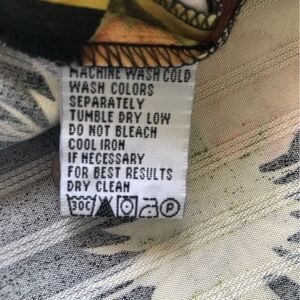 MACHINE WASH COLD
WASH COLORS
SEPARATELY
TUMBLE DRY LOW
DO NOT BLEACH
COOL IRON
IF NECESSARY
FOR BEST RESULTS
DRY CLEAN
30C P